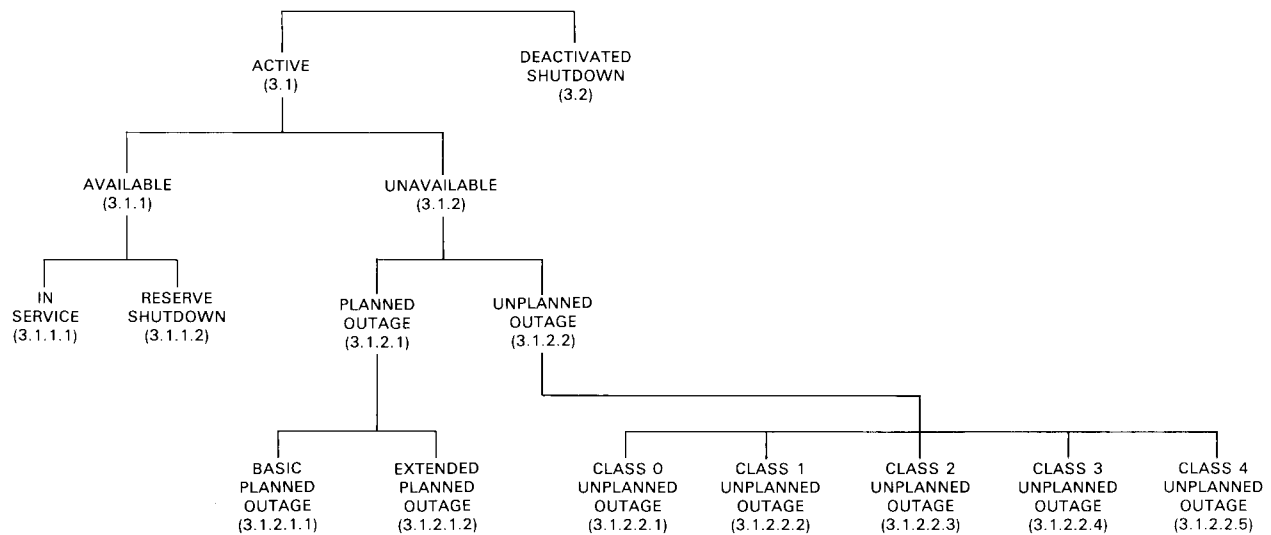 ACTIVE
(3.1)
DEACTIVATED
SHUTDOWN
(3.2)
AVAILABLE
(3.1.1)
UNAVAILABLE
(3.1.2)
IN
SERVICE
(3.1.1.1)
RESERVE
SHUTDOWN
(3.1.1.2)
PLANNED
OUTAGE
(3.1.2.1)
UNPLANNED
OUTAGE
(3.1.2.2)
BASIC
PLANNED
OUTAGE
(3.1.2.1.1)
EXTENDED
PLANNED
OUTAGE
(3.1.2.1.2)
CLASS 0
UNPLANNED
OUTAGE
(3.1.2.2.1)
CLASS 1
UNPLANNED
OUTAGE
(3.1.2.2.2)
CLASS 2
UNPLANNED
OUTAGE
(3.1.2.2.3)
CLASS 3
UNPLANNED
OUTAGE
(3.1.2.2.4)
CLASS 4
UNPLANNED
OUTAGE
(3.1.2.2.5)